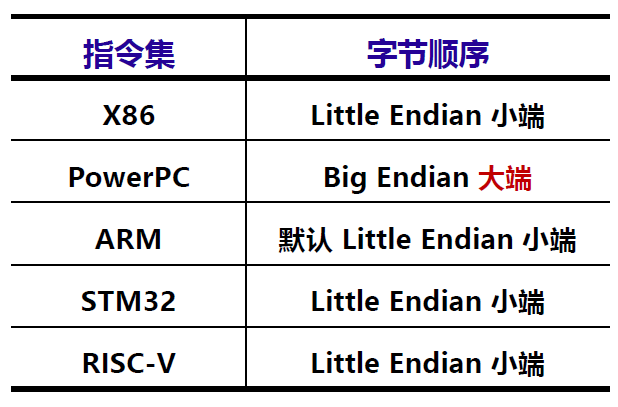 指令集 字节顺序
X86 Little Endian 小端
PowerPC Big Endian 大端
ARM 默认 Little Endian 小端
STM32 Little Endian 小端
RISC-V Little Endian 小端